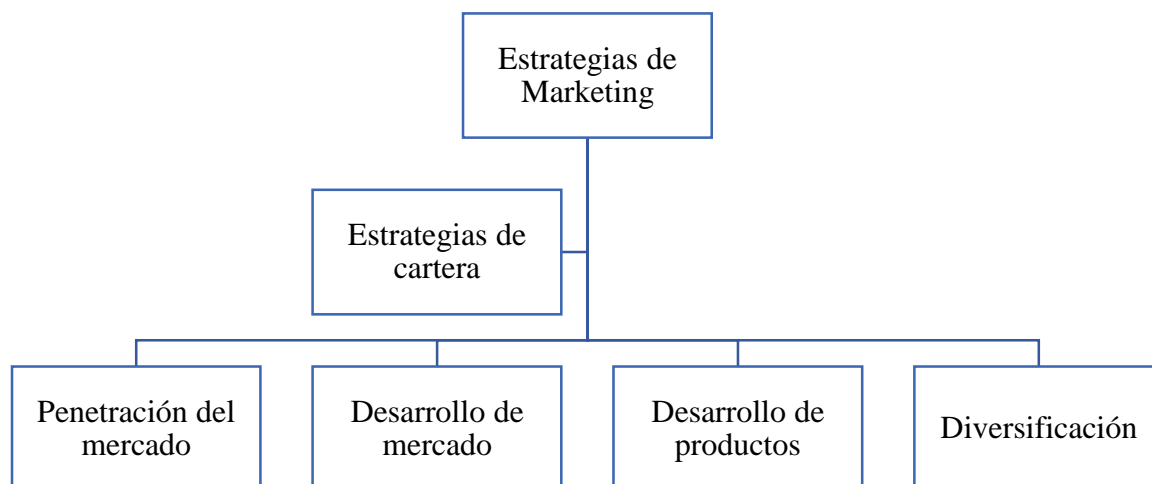 Estrategias de
Marketing
Estrategias de
cartera
Penetración del
mercado
Desarrollo de
mercado
Desarrollo de
productos
Diversificación